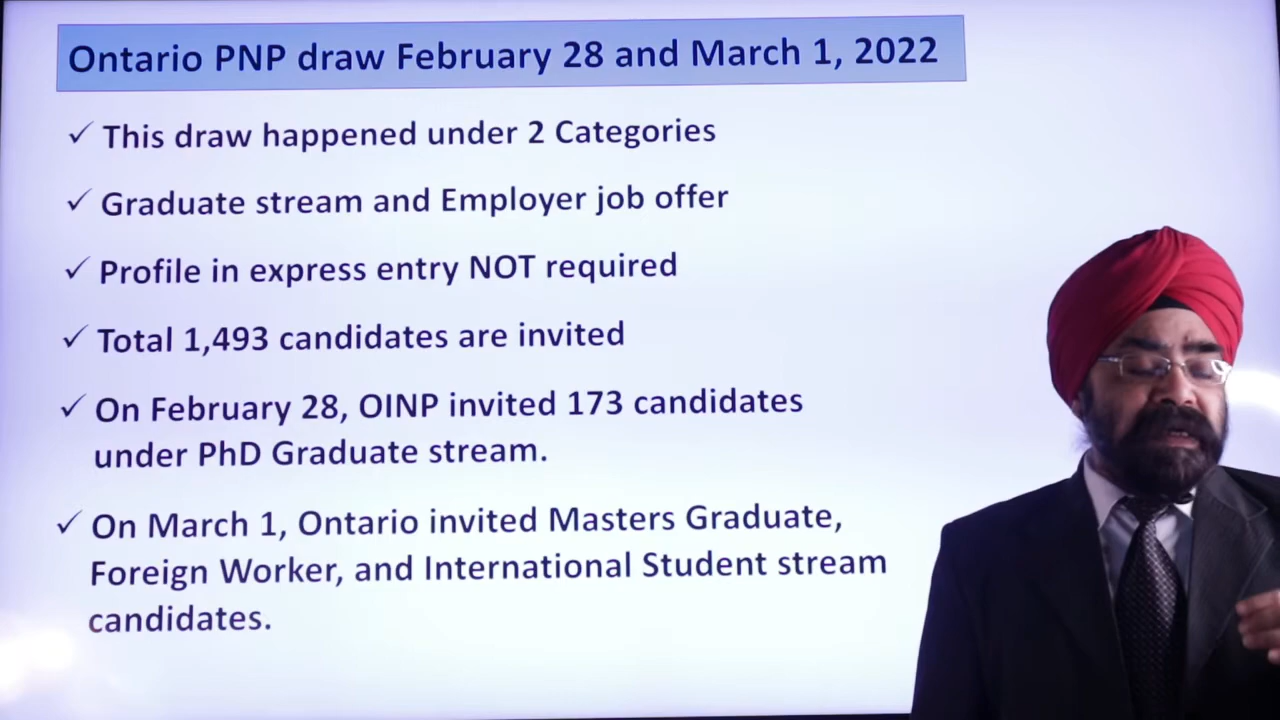 Ontario PNP draw February 28 and March 1, 2022
✓ This draw happened under 2 Categories
✓ Graduate stream and Employer job offer
✓ Profile in express entry NOT required
✓ Total 1,493 candidates are invited
✓ On February 28, OINP invited 173 candidates
under PhD Graduate stream.
✓ On March 1, Ontario invited Masters Graduate,
Foreign Worker, and International Student stream
candidates.